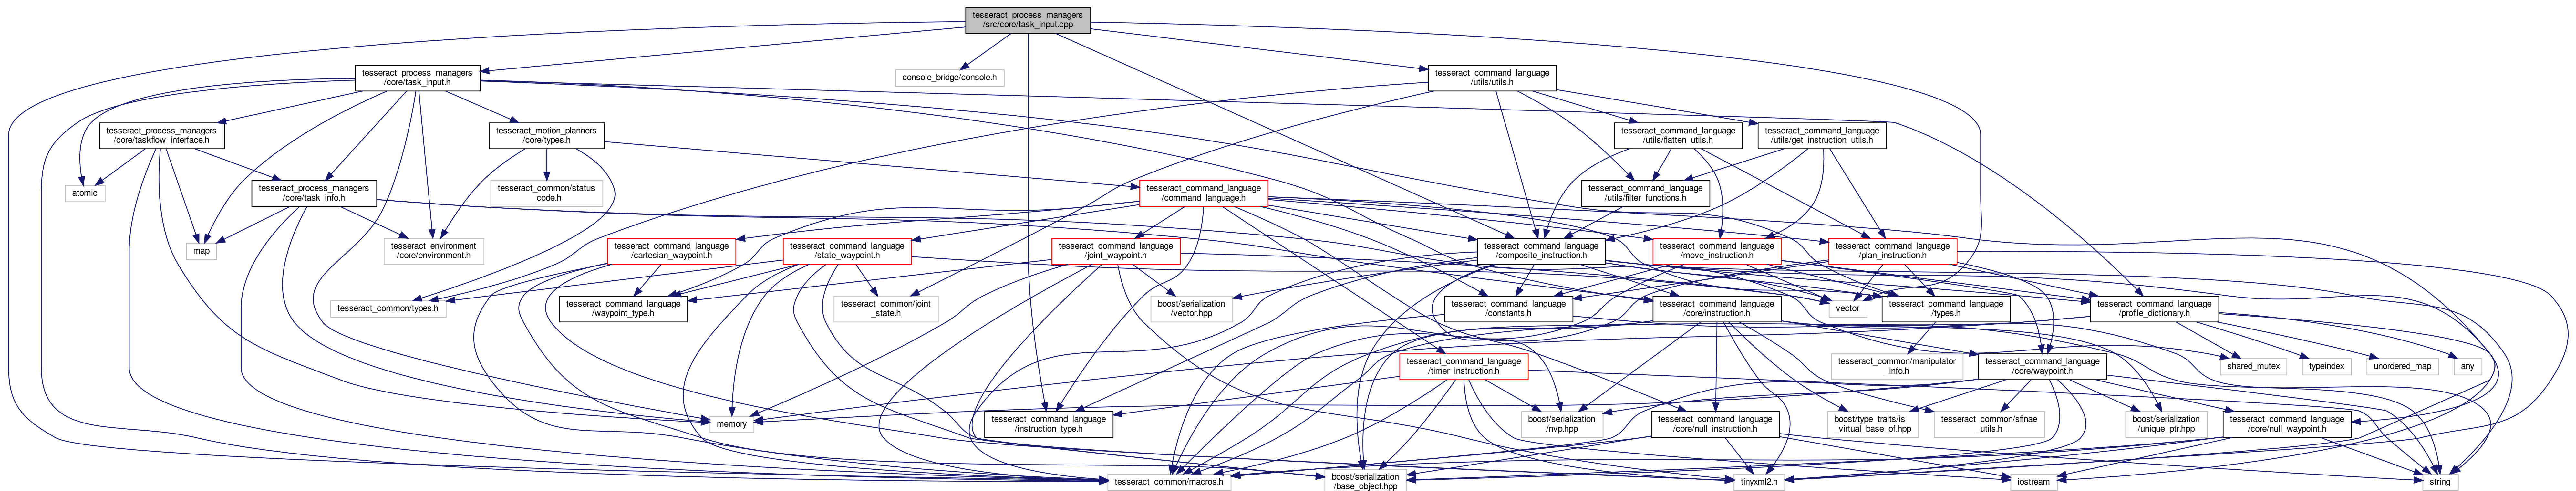 tesseract_process_managers
/src/core/task_input.cpp
tesseract_process_managers
/core/task_input.h
console_bridge/console.h
tesseract_command_language
/utils/utils.h
tesseract_process_managers
/core/taskflow_interface.h
tesseract_motion_planners
/core/types.h
tesseract_command_language
/utils/flatten_utils.h
tesseract_command_language
/utils/get_instruction_utils.h
atomic
tesseract_process_managers
/core/task_info.h
tesseract_common/status
_code.h
tesseract_command_language
/command_language.h
tesseract_command_language
/utils/filter_functions.h
map
tesseract_environment
/core/environment.h
tesseract_command_language
/cartesian_waypoint.h
tesseract_command_language
/state_waypoint.h
tesseract_command_language
/joint_waypoint.h
tesseract_command_language
/composite_instruction.h
tesseract_command_language
/move_instruction.h
tesseract_command_language
/plan_instruction.h
tesseract_common/types.h
tesseract_command_language
/waypoint_type.h
tesseract_common/joint
_state.h
boost/serialization
/vector.hpp
tesseract_command_language
/constants.h
tesseract_command_language
/core/instruction.h
vector
tesseract_command_language
/types.h
tesseract_command_language
/profile_dictionary.h
tesseract_command_language
/timer_instruction.h
tesseract_common/manipulator
_info.h
tesseract_command_language
/core/waypoint.h
shared_mutex
typeindex
unordered_map
any
memory
tesseract_command_language
/instruction_type.h
boost/serialization
/nvp.hpp
tesseract_command_language
/core/null_instruction.h
boost/type_traits/is
_virtual_base_of.hpp
tesseract_common/sfinae
_utils.h
boost/serialization
/unique_ptr.hpp
tesseract_command_language
/core/null_waypoint.h
tesseract_common/macros.h
boost/serialization
/base_object.hpp
tinyxml2.h
iostream
string